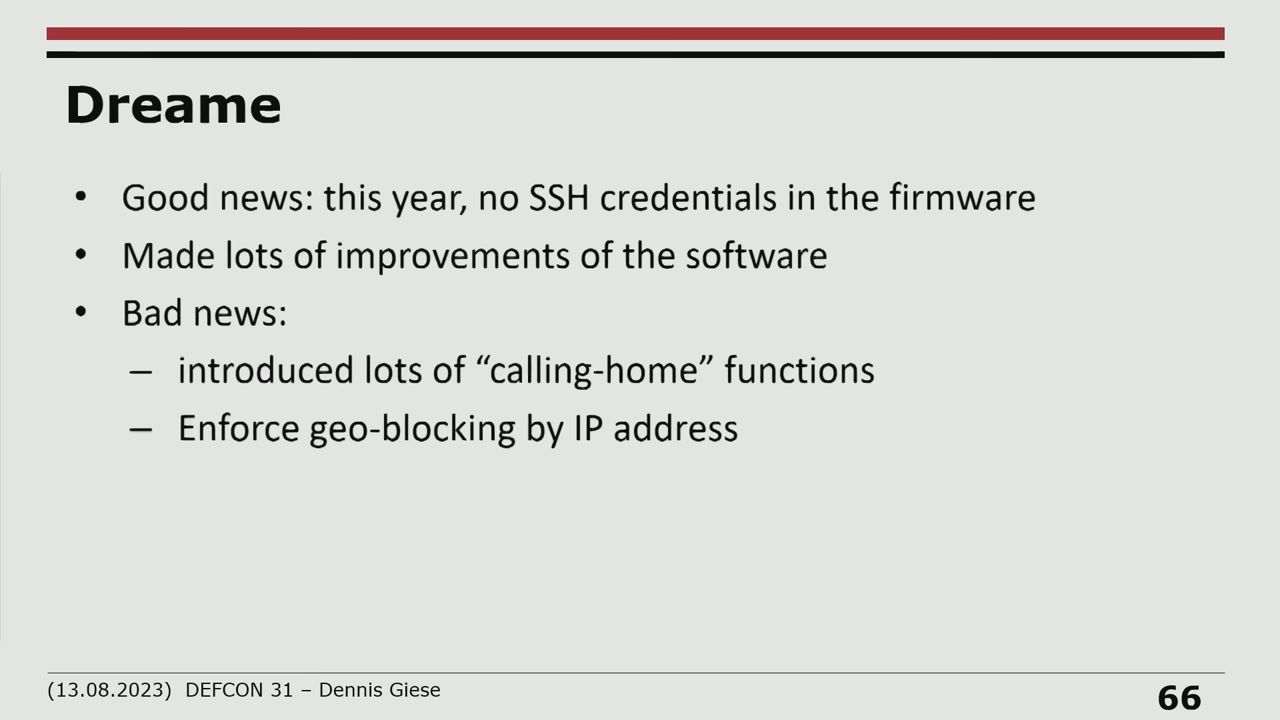 Dreame
• Good news: this year, no SSH credentials in the firmware
• Made lots of improvements of the software
• Bad news:
– introduced lots of “calling-home” functions
– Enforce geo-blocking by IP address
(13.08.2023) DEFCON 31 – Dennis Giese
66